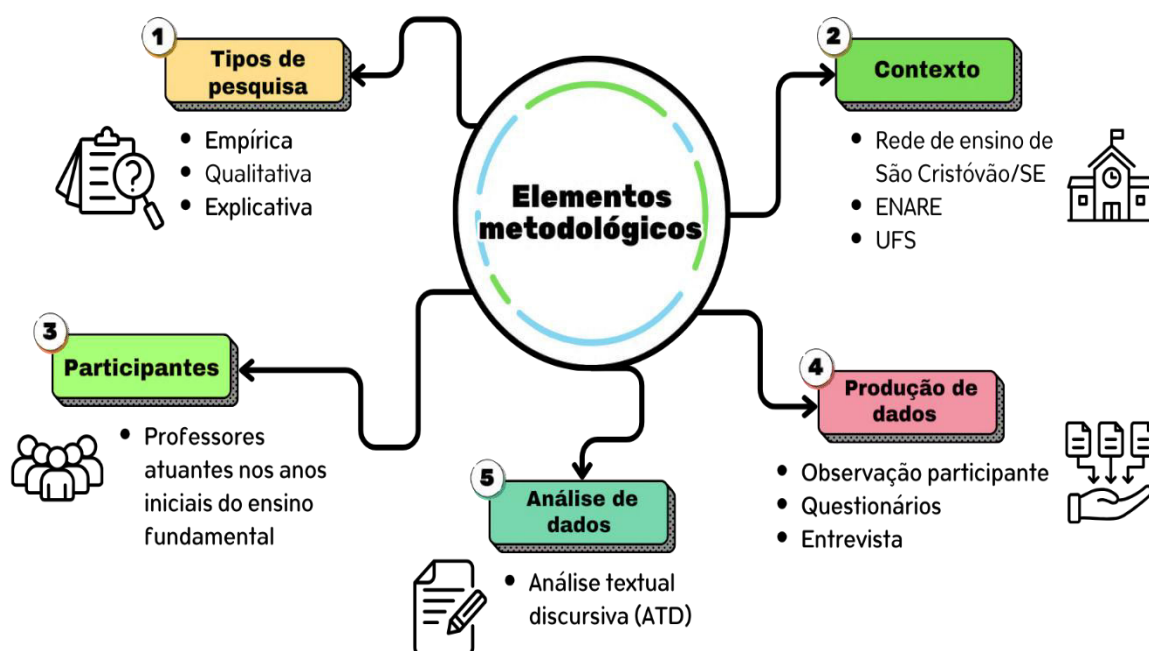 Elementos
metodológicos
1
Tipos de
pesquisa
• Empírica
• Qualitativa
• Explicativa
2
Contexto
• Rede de ensino de
São Cristóvão/SE
• ENARE
• UFS
3
Participantes
• Professores
atuantes nos anos
iniciais do ensino
fundamental
4
Produção de
dados
• Observação participante
• Questionários
• Entrevista
5
Análise de
dados
• Análise textual
discursiva (ATD)